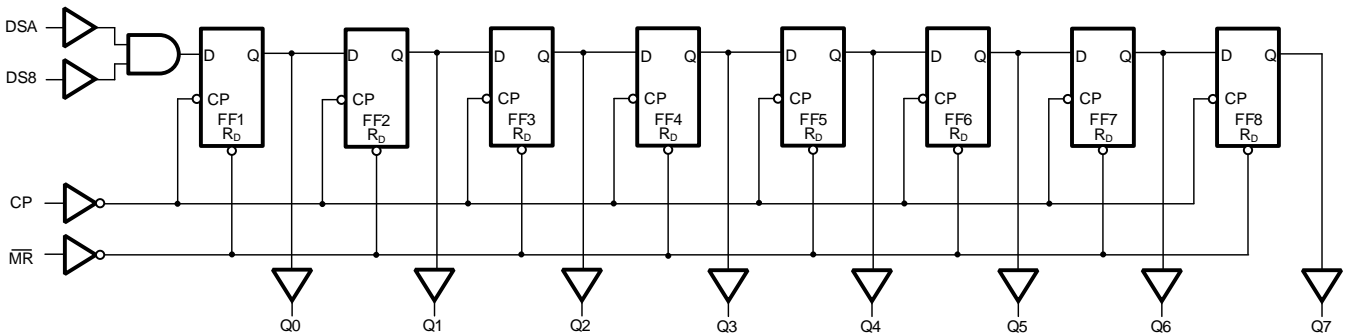 DSA
DS8
CP
MR
D Q
CP
FF1
RD
D Q
CP
FF2
RD
D Q
CP
FF3
RD
D Q
CP
FF4
RD
D Q
CP
FF5
RD
D Q
CP
FF6
RD
D Q
CP
FF7
RD
D Q
CP
FF8
RD
Q0 Q1 Q2 Q3 Q4 Q5 Q6 Q7